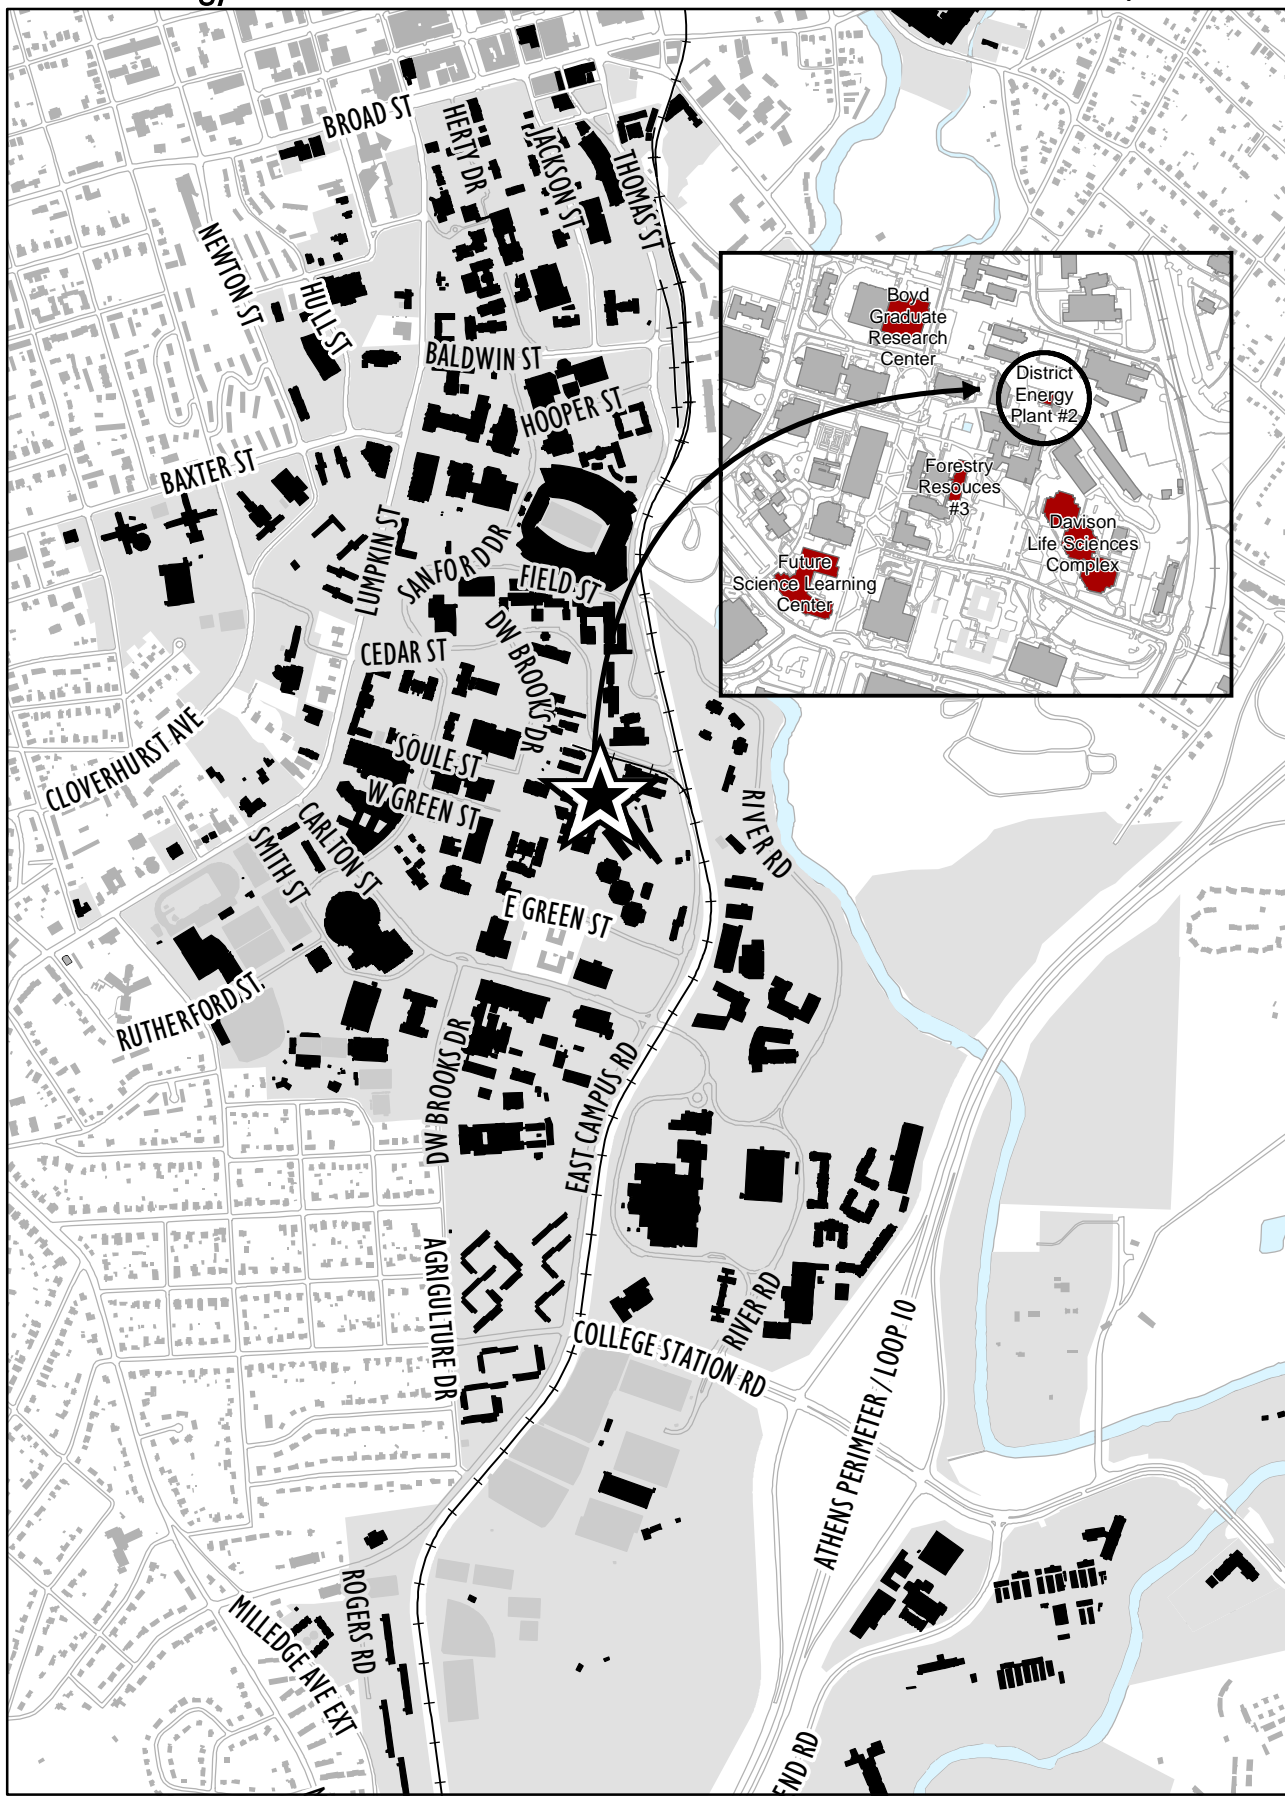 BROAD ST
HERTY DR
JACKSON ST
THOMAS ST
NEWTON ST
HULL ST
BALDWIN ST
HOOPER ST
BAXTER ST
LUMPKIN ST
SANFORD DR
FIELD ST
CEDAR ST
DW BROOKS DR
CLOVERHURST AVE
SOULE ST
W GREEN ST
CARLTON ST
SMITH ST
E GREEN ST
RIVER RD
RUTHERFORD ST.
DW BROOKS DR
EAST CAMPUS RD
AGRIGULTURE DR
RIVER RD
COLLEGE STATION RD
ATHENS PERIMETER / LOOP 10
ROGERS RD
MILLEDGE AVE EXT
END RD
Boyd
Graduate
Research
Center
District
Energy
Plant #2
Forestry
Resouces
#3
Davison
Life Sciences
Complex
Future
Science Learning
Center